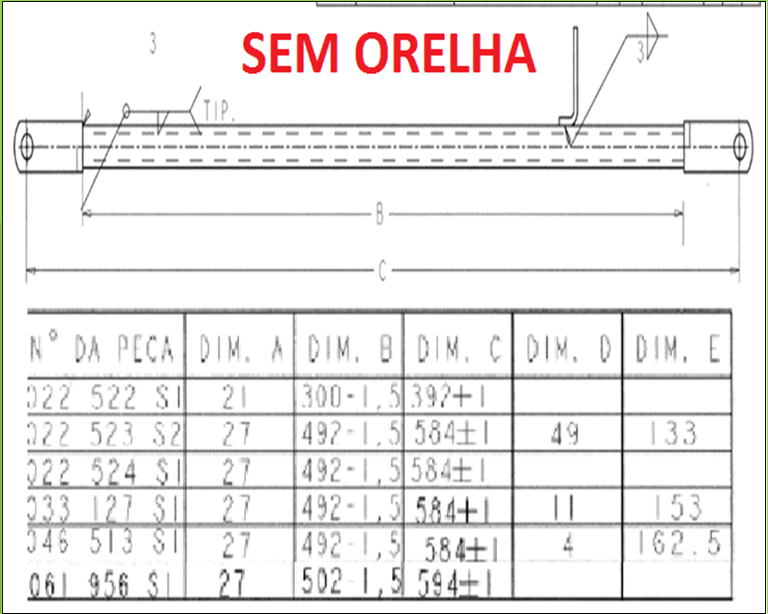 SEM ORELHA
3
3
TIP.
B
C
Nº DA PECA DIM. A DIM. B DIM. C DIM. D DIM. E
022 522 S1 21 300-1,5 392±1
022 523 S2 27 492-1,5 584±1 49 133
022 524 S1 27 492-1,5 584±1
033 127 S1 27 492-1,5 584±1 11 153
046 513 S1 27 492-1,5 584±1 4 162.5
061 956 S1 27 502-1,5 594±1